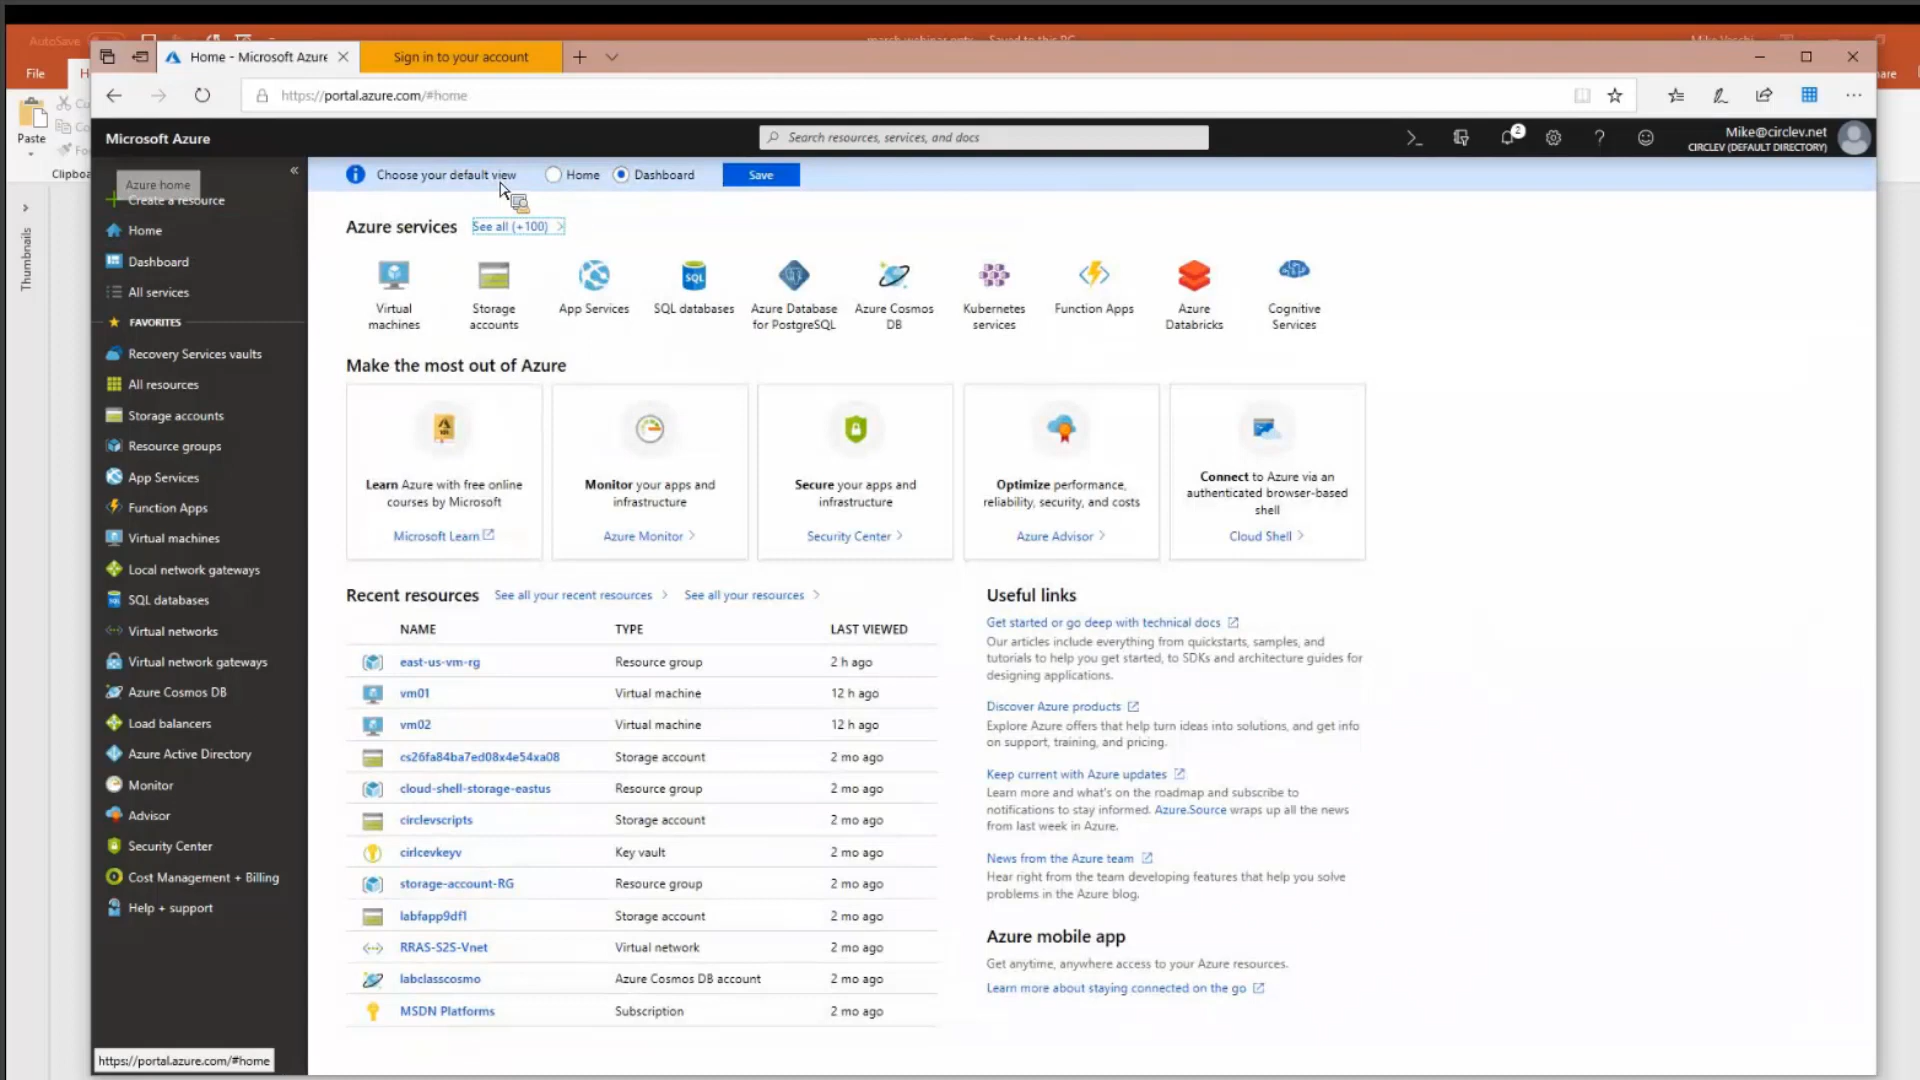 AutoSave
File
Paste
Clipboa
Thumbnails
Home - Microsoft Azure
Sign in to your account
https://portal.azure.com/#home
Microsoft Azure
Search resources, services, and docs
2
Mike@circlev.net
CIRCLEV (DEFAULT DIRECTORY)
Azure home
Create a resource
Home
Dashboard
All services
FAVORITES
Recovery Services vaults
All resources
Storage accounts
Resource groups
App Services
Function Apps
Virtual machines
Local network gateways
SQL databases
Virtual networks
Virtual network gateways
Azure Cosmos DB
Load balancers
Azure Active Directory
Monitor
Advisor
Security Center
Cost Management + Billing
Help + support
https://portal.azure.com/#home
Choose your default view
Home
Dashboard
Save
Azure services
See all (+100)
Virtual
machines
Storage
accounts
App Services
SQL
SQL databases
Azure Database
for PostgreSQL
Azure Cosmos
DB
Kubernetes
services
Function Apps
Azure
Databricks
Cognitive
Services
Make the most out of Azure
Learn Azure with free online
courses by Microsoft
Microsoft Learn
Monitor your apps and
infrastructure
Azure Monitor
Secure your apps and
infrastructure
Security Center
Optimize performance,
reliability, security, and costs
Azure Advisor
Connect to Azure via an
authenticated browser-based
shell
Cloud Shell
Recent resources See all your recent resources See all your resources
NAME TYPE LAST VIEWED
east-us-vm-rg Resource group 2 h ago
vm01 Virtual machine 12 h ago
vm02 Virtual machine 12 h ago
cs26fa84ba7ed08x4e54xa08 Storage account 2 mo ago
cloud-shell-storage-eastus Resource group 2 mo ago
circlevscripts Storage account 2 mo ago
cirlcevkeyv Key vault 2 mo ago
storage-account-RG Resource group 2 mo ago
labfapp9df1 Storage account 2 mo ago
RRAS-S2S-Vnet Virtual network 2 mo ago
labclasscosmo Azure Cosmos DB account 2 mo ago
MSDN Platforms Subscription 2 mo ago
Useful links
Get started or go deep with technical docs
Our articles include everything from quickstarts, samples, and
tutorials to help you get started, to SDKs and architecture guides for
designing applications.
Discover Azure products
Explore Azure offers that help turn ideas into solutions, and get info
on support, training, and pricing.
Keep current with Azure updates
Learn more and what's on the roadmap and subscribe to
notifications to stay informed. Azure.Source wraps up all the news
from last week in Azure.
News from the Azure team
Hear right from the team developing features that help you solve
problems in the Azure blog.
Azure mobile app
Get anytime, anywhere access to your Azure resources.
Learn more about staying connected on the go